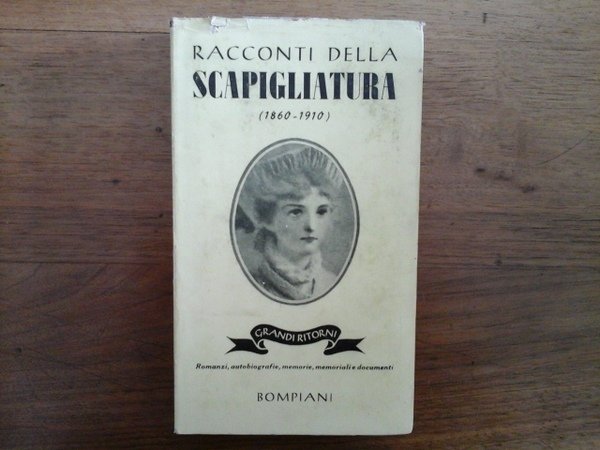 RACCONTI DELLA
SCAPIGLIATURA
(1860-1910)
GRANDI RITORNI
Romanzi, autobiografie, memorie, memoriali e documenti
BOMPIANI